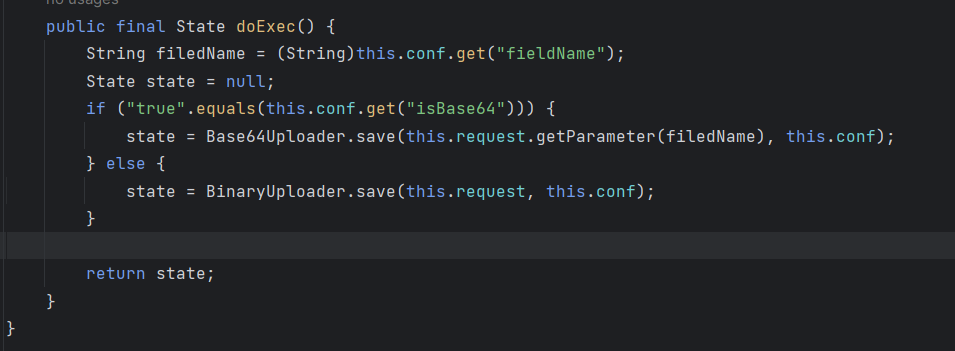 no usages
public final State doExec() {
String filedName = (String)this.conf.get("fieldName");
State state = null;
if ("true".equals(this.conf.get("isBase64"))) {
state = Base64Uploader.save(this.request.getParameter(filedName), this.conf);
} else {
state = BinaryUploader.save(this.request, this.conf);
}
return state;
}
}